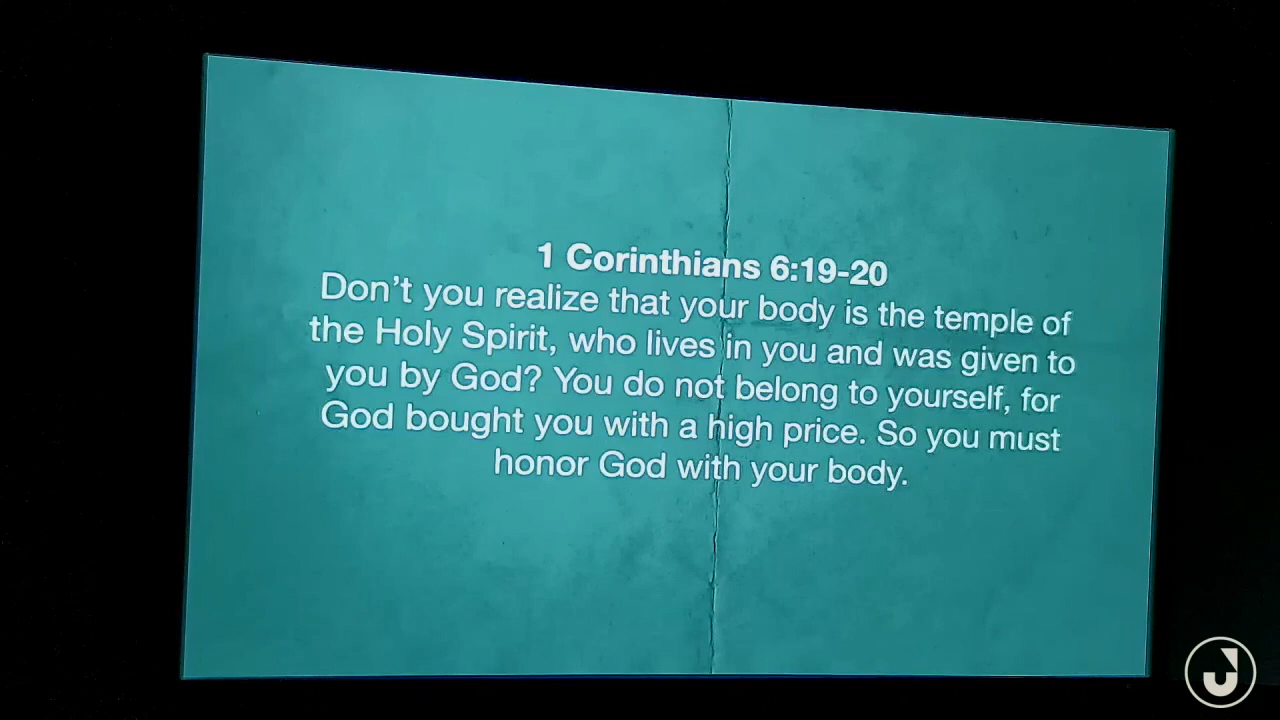 1 Corinthians 6:19-20
Don't you realize that your body is the temple of
the Holy Spirit, who lives in you and was given to
you by God? You do not belong to yourself, for
God bought you with a high price. So you must
honor God with your body.